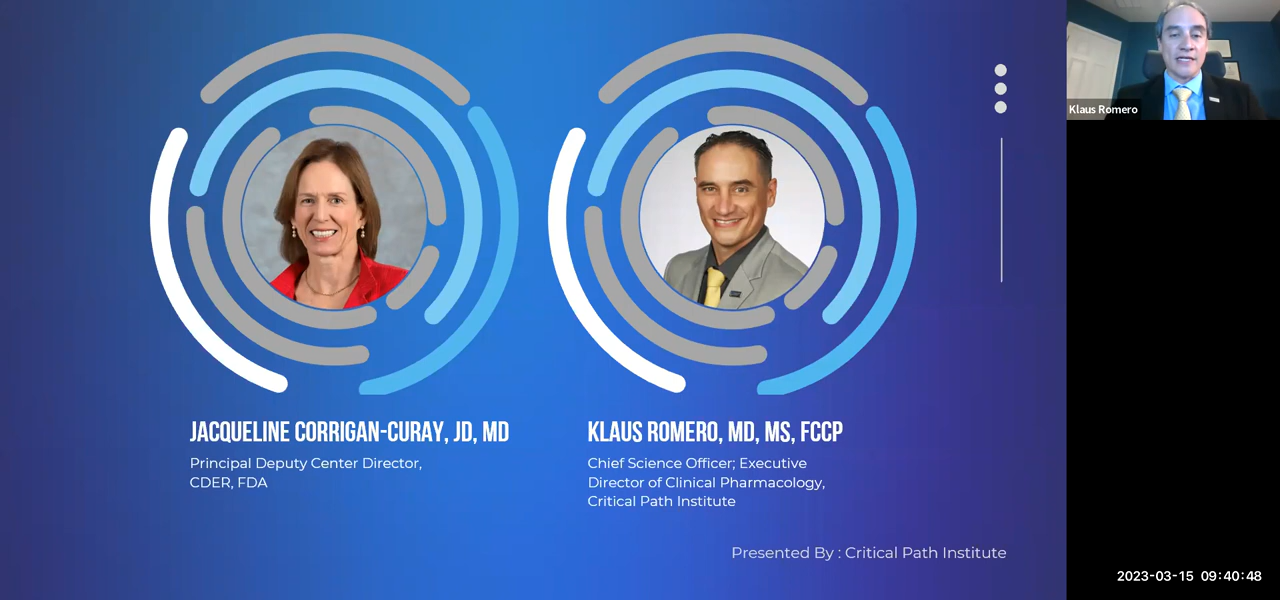 Klaus Romero
JACQUELINE CORRIGAN-CURAY, JD, MD
Principal Deputy Center Director,
CDER, FDA
KLAUS ROMERO, MD, MS, FCCP
Chief Science Officer; Executive
Director of Clinical Pharmacology,
Critical Path Institute
Presented By : Critical Path Institute
2023-03-15 09:40:48